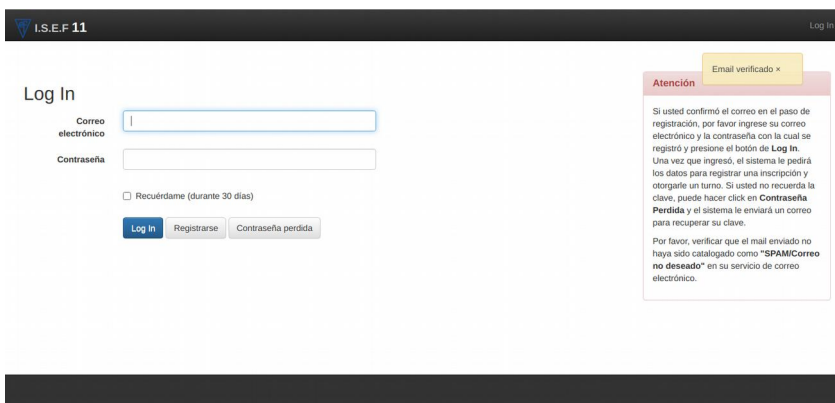 I.S.E.F 11
Log In
Email verificado ×
Log In
Correo
electrónico
Contraseña
Recuérdame (durante 30 días)
Log In Registrarse Contraseña perdida
Atención
Si usted confirmó el correo en el paso de
registración, por favor ingrese su correo
electrónico y la contraseña con la cual se
registró y presione el botón de Log In.
Una vez que ingresó, el sistema le pedirá
los datos para registrar una inscripción y
otorgarle un turno. Si usted no recuerda la
clave, puede hacer click en Contraseña
Perdida y el sistema le enviará un correo
para recuperar su clave.
Por favor, verificar que el mail enviado no
haya sido catalogado como "SPAM/Correo
no deseado" en su servicio de correo
electrónico.